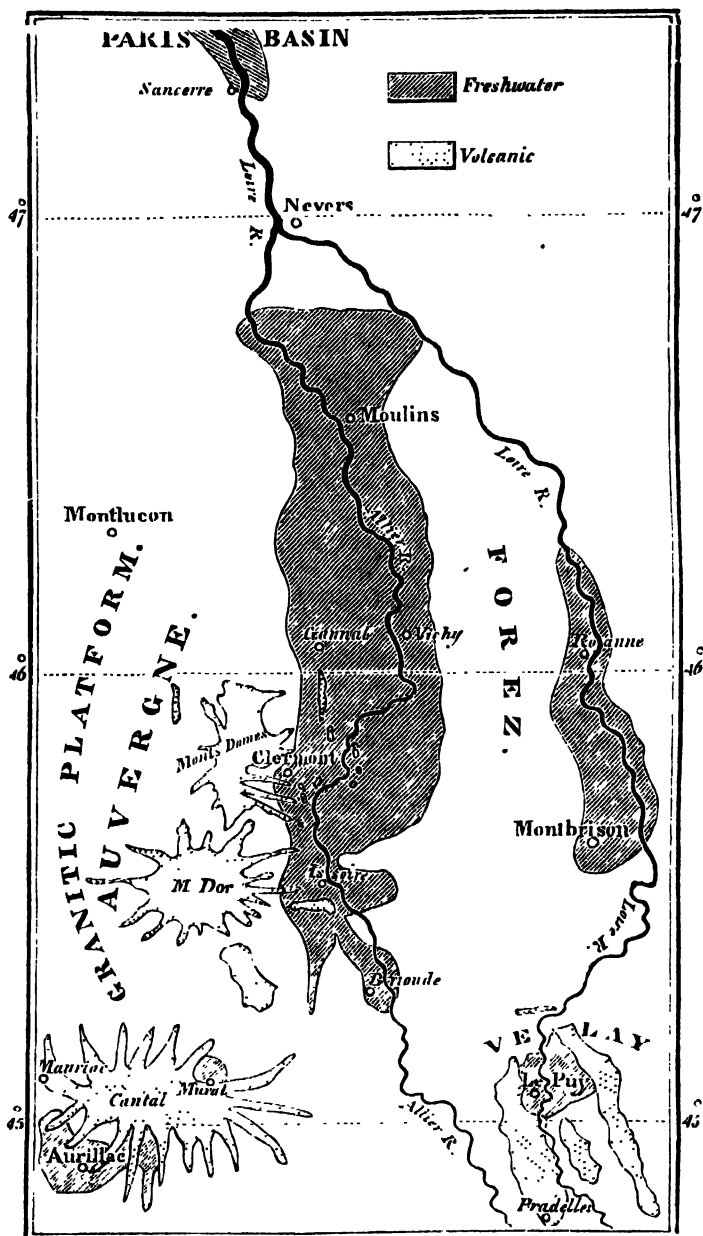 PARIS BASIN
Sancerre
Freshwater
Volcanic
Loire R.
Nevers
47° 47°
Moulins
Loire R.
Montlucon
Allier R.
FOREZ.
GRANITIC PLATFORM.
AUVERGNE.
Gannat
Vichy
Roanne
46° 46°
Monts Domes
Clermont
Montbrison
M. Dor
Issoire
Loire R.
Brioude
VELAY
Mauriac
Murat
Cantal
Le Puy
45° 45°
Allier R.
Aurillac
Pradelles